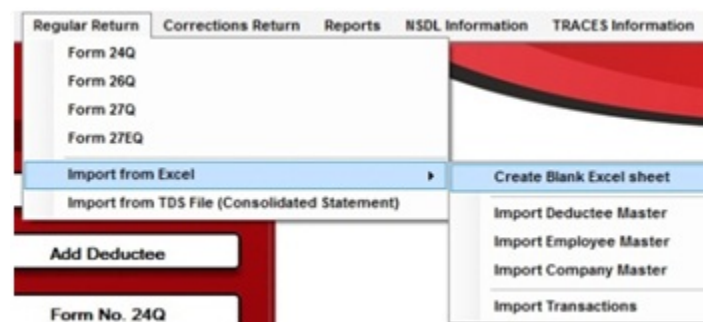 Regular Return Corrections Return Reports NSDL Information TRACES Information
Form 24Q
Form 26Q
Form 27Q
Form 27EQ
Import from Excel
Import from TDS File (Consolidated Statement)
Create Blank Excel sheet
Import Deductee Master
Import Employee Master
Import Company Master
Import Transactions
Add Deductee
Form No. 24Q